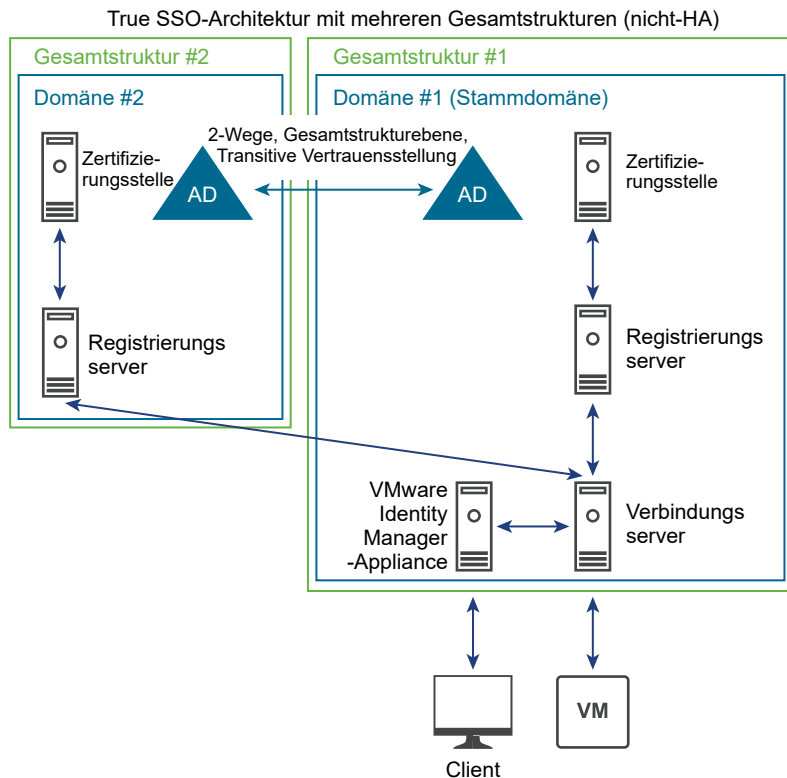 True SSO-Architektur mit mehreren Gesamtstrukturen (nicht-HA)
Gesamtstruktur #2
Gesamtstruktur #1
Domäne #2
Domäne #1 (Stammdomäne)
2-Wege, Gesamtstrukturebene,
Transitive Vertrauensstellung
Zertifizie-
rungsstelle
AD
AD
Zertifizie-
rungsstelle
Registrierungs
server
Registrierungs
server
VMware
Identity
Manager
-Appliance
Verbindungs
server
VM
Client